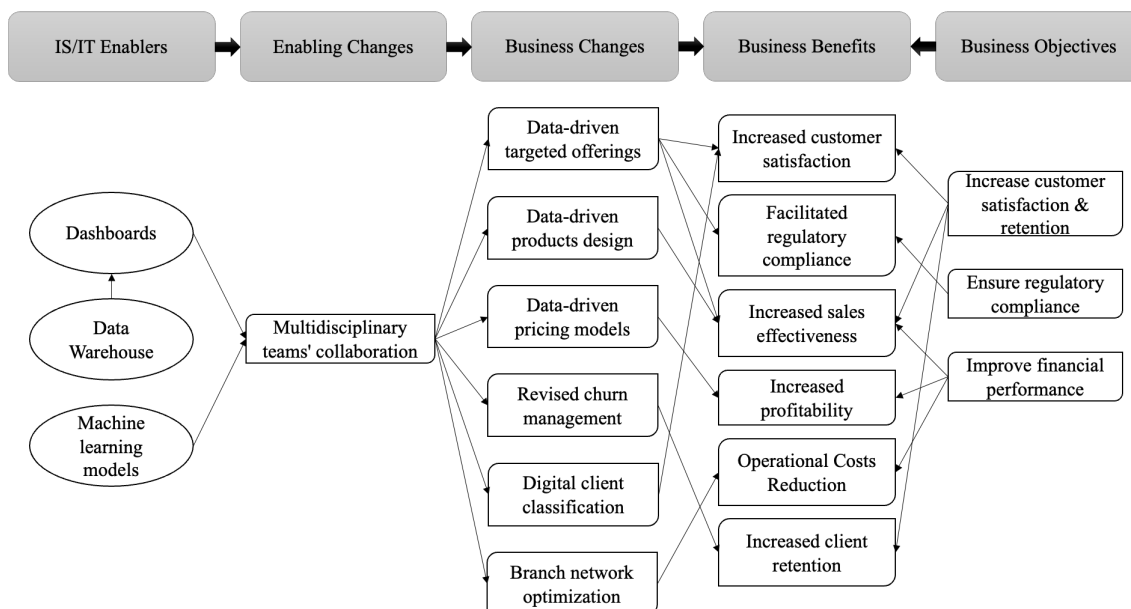 IS/IT Enablers
Enabling Changes
Business Changes
Business Benefits
Business Objectives
Dashboards
Data
Warehouse
Machine
learning
models
Multidisciplinary
teams' collaboration
Data-driven
targeted offerings
Data-driven
products design
Data-driven
pricing models
Revised churn
management
Digital client
classification
Branch network
optimization
Increased customer
satisfaction
Facilitated
regulatory
compliance
Increased sales
effectiveness
Increased
profitability
Operational Costs
Reduction
Increased client
retention
Increase customer
satisfaction &
retention
Ensure regulatory
compliance
Improve financial
performance